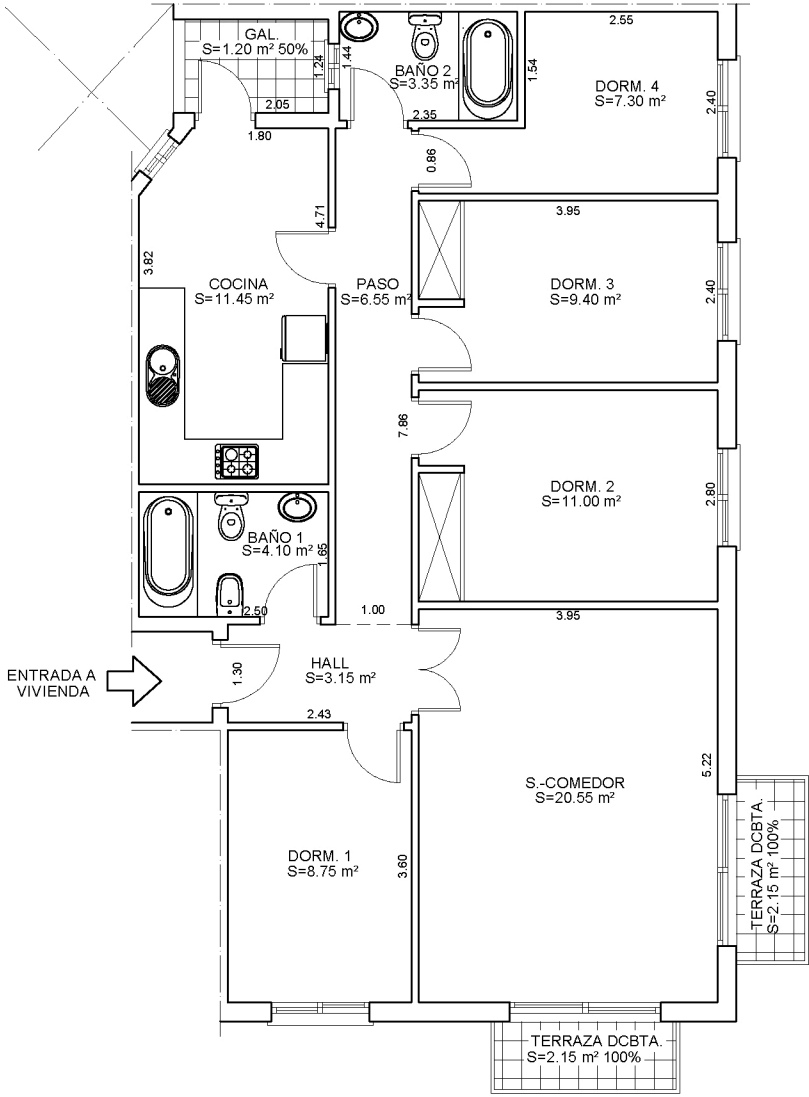 GAL.
S=1.20 m² 50%
1.24
1.44
2.05
1.80
BAÑO 2
S=3.35 m²
2.35
1.54
2.55
DORM. 4
S=7.30 m²
2.40
0.86
3.82
COCINA
S=11.45 m²
4.71
PASO
S=6.55 m²
3.95
DORM. 3
S=9.40 m²
2.40
7.86
DORM. 2
S=11.00 m²
2.80
BAÑO 1
S=4.10 m²
1.65
2.50
1.00
3.95
ENTRADA A
VIVIENDA
1.30
HALL
S=3.15 m²
2.43
S.-COMEDOR
S=20.55 m²
5.22
DORM. 1
S=8.75 m²
3.60
TERRAZA DCBTA.
S=2.15 m² 100%
TERRAZA DCBTA.
S=2.15 m² 100%